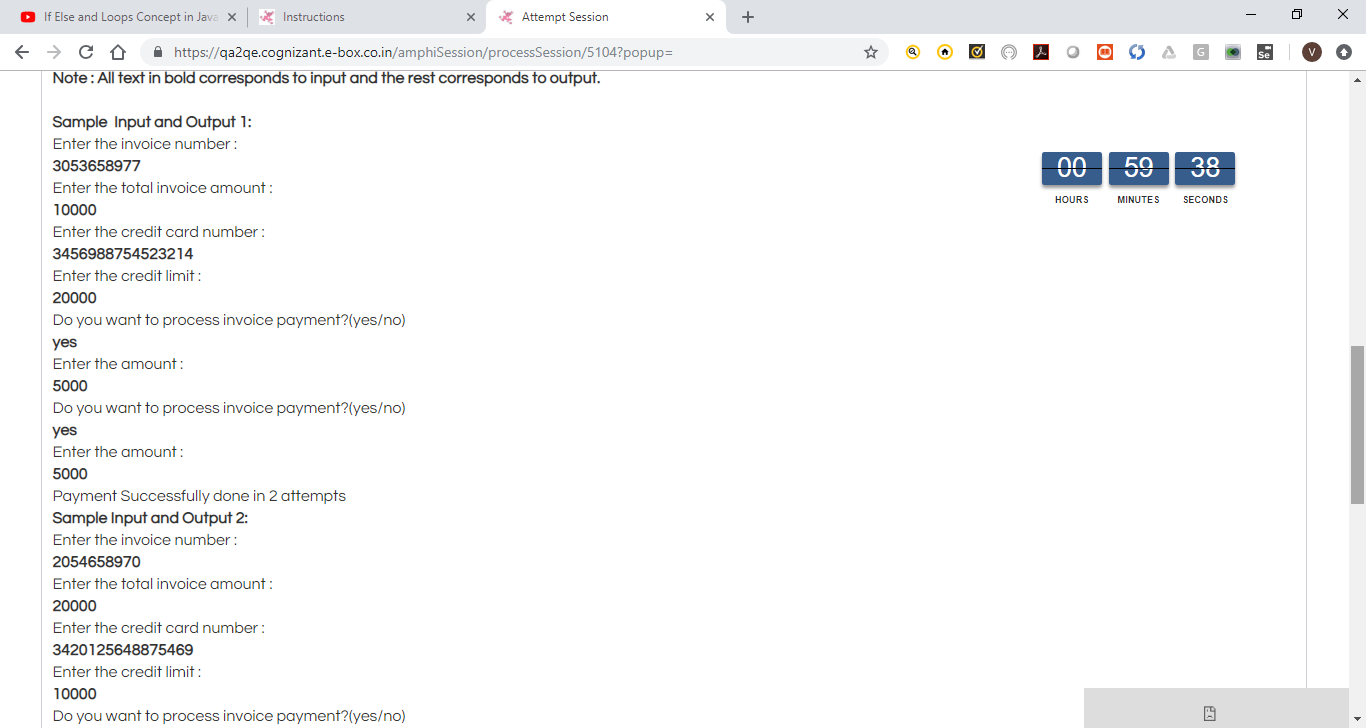 If Else and Loops Concept in Java
Instructions
Attempt Session
https://qa2qe.cognizant.e-box.co.in/amphiSession/processSession/5104?popup=
Note : All text in bold corresponds to input and the rest corresponds to output.
Sample  Input and Output 1:
Enter the invoice number :
3053658977
Enter the total invoice amount :
10000
Enter the credit card number :
3456988754523214
Enter the credit limit :
20000
Do you want to process invoice payment?(yes/no)
yes
Enter the amount :
5000
Do you want to process invoice payment?(yes/no)
yes
Enter the amount :
5000
Payment Successfully done in 2 attempts
Sample Input and Output 2:
Enter the invoice number :
2054658970
Enter the total invoice amount :
20000
Enter the credit card number :
3420125648875469
Enter the credit limit :
10000
Do you want to process invoice payment?(yes/no)
00 59 38
HOURS MINUTES SECONDS
G
Se
V